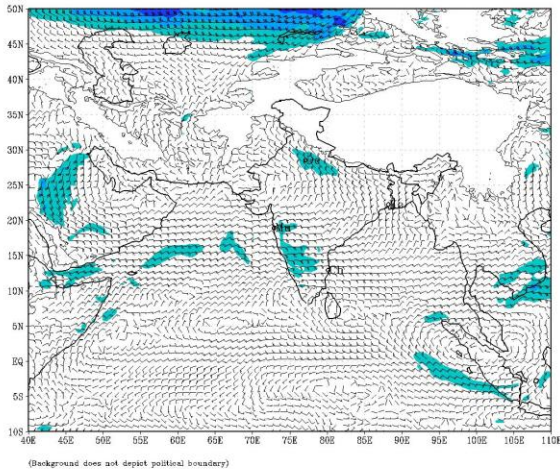 50N
45N
40N
35N
30N
25N
20N
15N
10N
5N
EQ
5S
10S
40E 45E 50E 55E 60E 65E 70E 75E 80E 85E 90E 95E 100E 105E 110E
(Background does not depict political boundary)